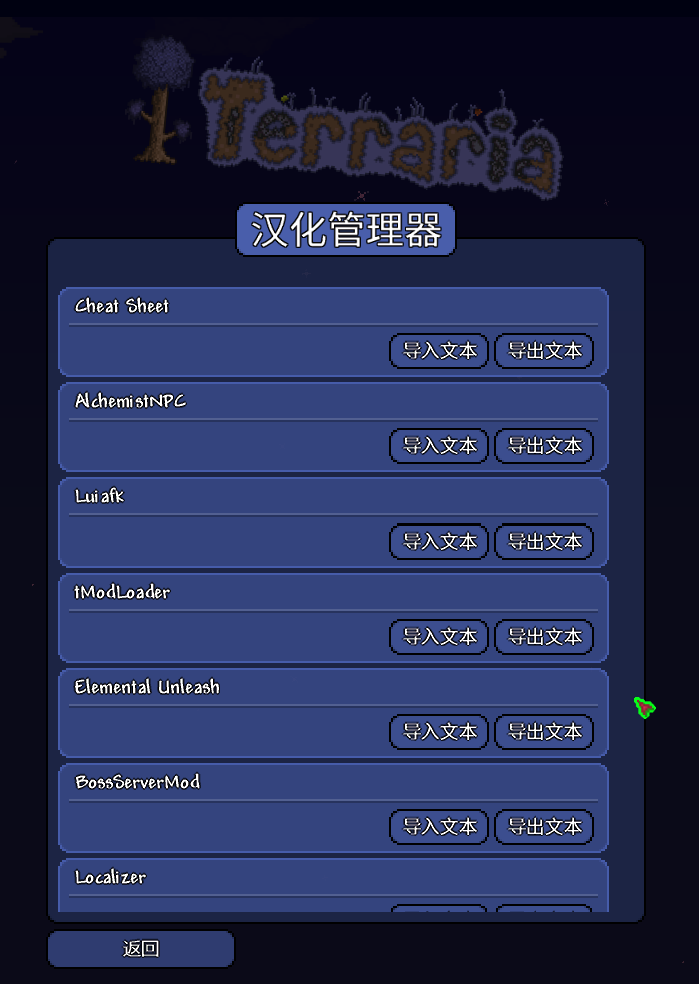 Terraria
汉化管理器
Cheat Sheet
导入文本 导出文本
AlchemistNPC
导入文本 导出文本
Luiafk
导入文本 导出文本
tModLoader
导入文本 导出文本
Elemental Unleash
导入文本 导出文本
BossServerMod
导入文本 导出文本
Localizer
返回